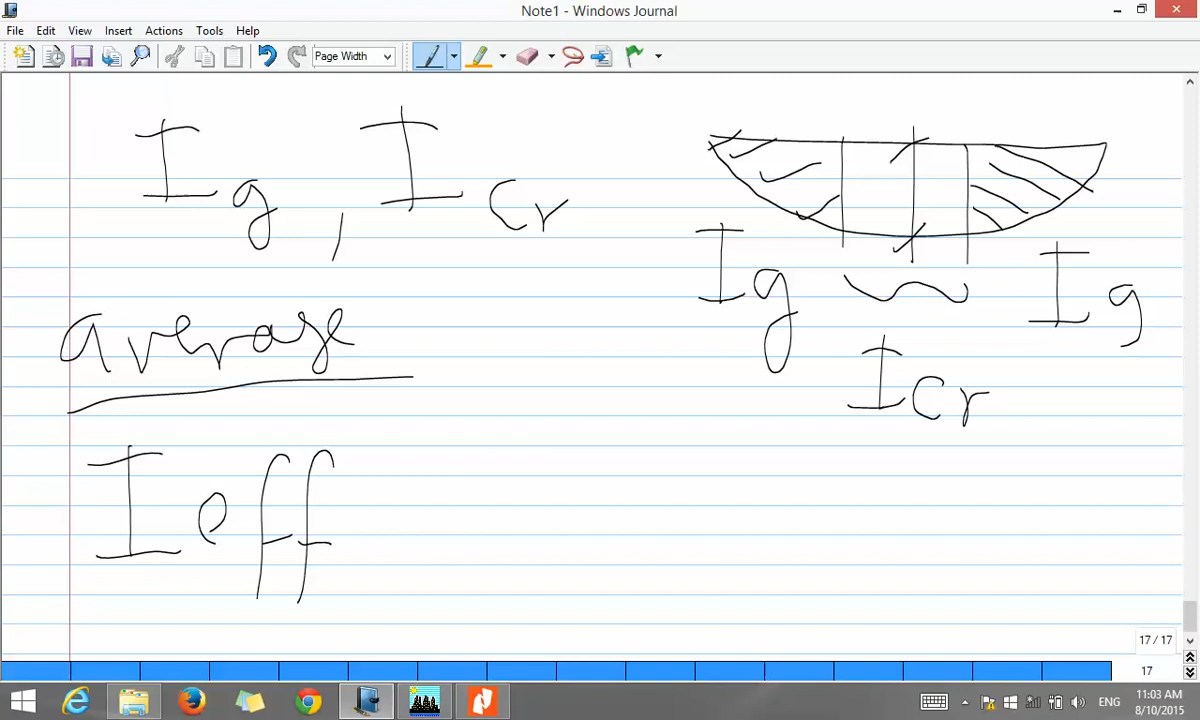 Note1 - Windows Journal
File Edit View Insert Actions Tools Help
Page Width
Ig , Icr
Ig Ig
Icr
average
Ieff
17 / 17
17
ENG
11:03 AM
8/10/2015